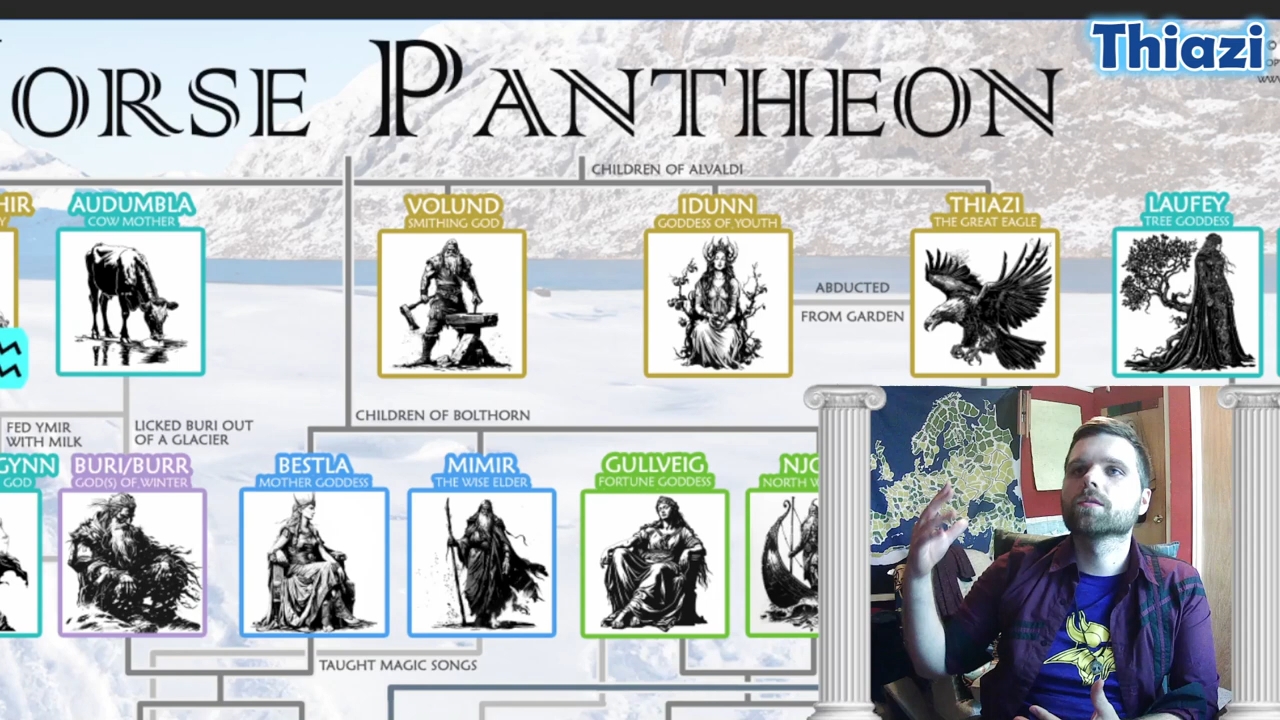 Thiazi
ORSE PANTHEON
CHILDREN OF ALVALDI
AUDUMBLA
COW MOTHER
VOLUND
SMITHING GOD
IDUNN
GODDESS OF YOUTH
THIAZI
THE GREAT EAGLE
LAUFEY
TREE GODDESS
ABDUCTED
FROM GARDEN
CHILDREN OF BOLTHORN
FED YMIR
WITH MILK
LICKED BURI OUT
OF A GLACIER
GYNN
GOD
BURI/BURR
GOD(S) OF WINTER
BESTLA
MOTHER GODDESS
MIMIR
THE WISE ELDER
GULLVEIG
FORTUNE GODDESS
TAUGHT MAGIC SONGS